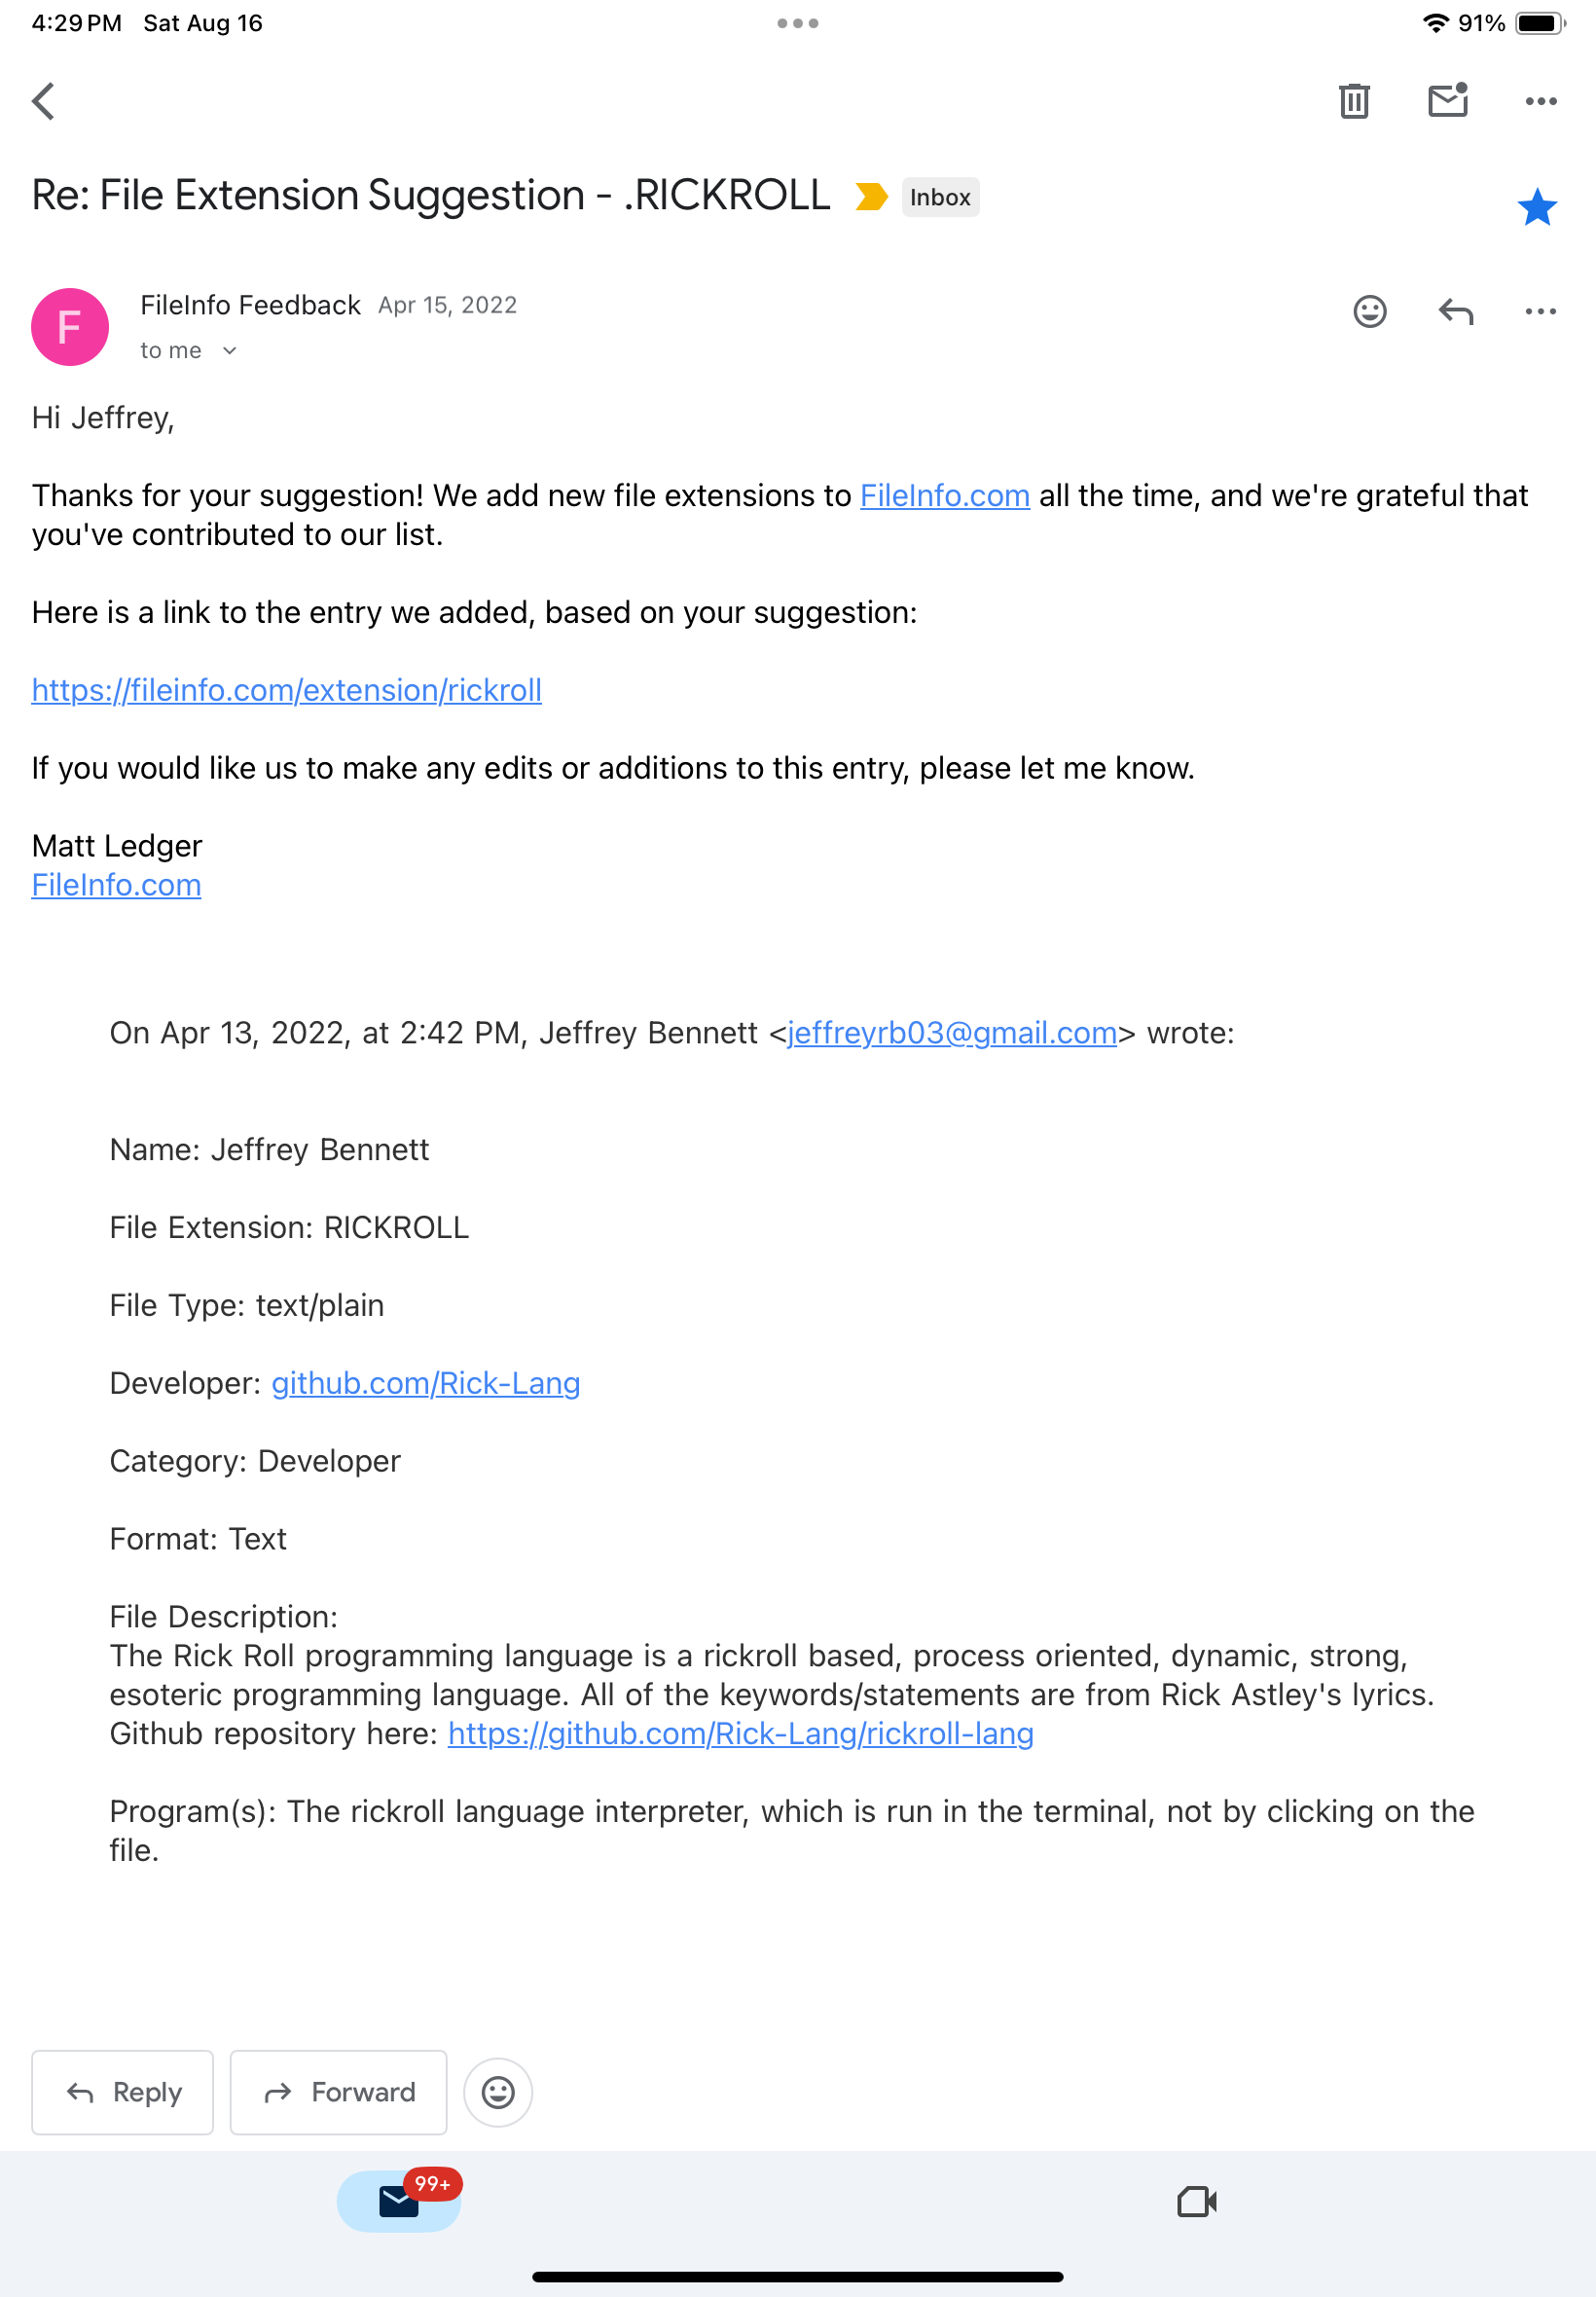 4:29 PM Sat Aug 16
91%
Re: File Extension Suggestion - .RICKROLL Inbox
F
FileInfo Feedback Apr 15, 2022
to me
Hi Jeffrey,
Thanks for your suggestion! We add new file extensions to FileInfo.com all the time, and we're grateful that
you've contributed to our list.
Here is a link to the entry we added, based on your suggestion:
https://fileinfo.com/extension/rickroll
If you would like us to make any edits or additions to this entry, please let me know.
Matt Ledger
FileInfo.com
On Apr 13, 2022, at 2:42 PM, Jeffrey Bennett <jeffreyrb03@gmail.com> wrote:
Name: Jeffrey Bennett
File Extension: RICKROLL
File Type: text/plain
Developer: github.com/Rick-Lang
Category: Developer
Format: Text
File Description:
The Rick Roll programming language is a rickroll based, process oriented, dynamic, strong,
esoteric programming language. All of the keywords/statements are from Rick Astley's lyrics.
Github repository here: https://github.com/Rick-Lang/rickroll-lang
Program(s): The rickroll language interpreter, which is run in the terminal, not by clicking on the
file.
Reply
Forward
99+